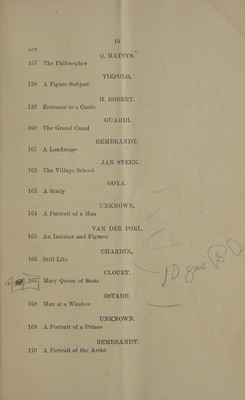 15
Q. MATSYS.
157 The Philosopher
TIEPOLO.
158 A Figure Subject
H. ROBERT.
159 Entrance to a Castle
GUARDI.
160 The Grand Canal
REMBRANDT.
161 A Landscape
JAN STEEN.
162 The Village School
GOYA.
163 A Study
UNKNOWN.
164 A Portrait of a Man
VAN DER POEL.
165 An Interior and Figures
CHARDIN.
166 Still Life
CLOUET.
167 Mary Queen of Scots
10 gns
OSTADE
168 Man at a Window
UNKNOWN.
169 A Portrait of a Prince
REMBRANDT.
170 A Portrait of the Artist